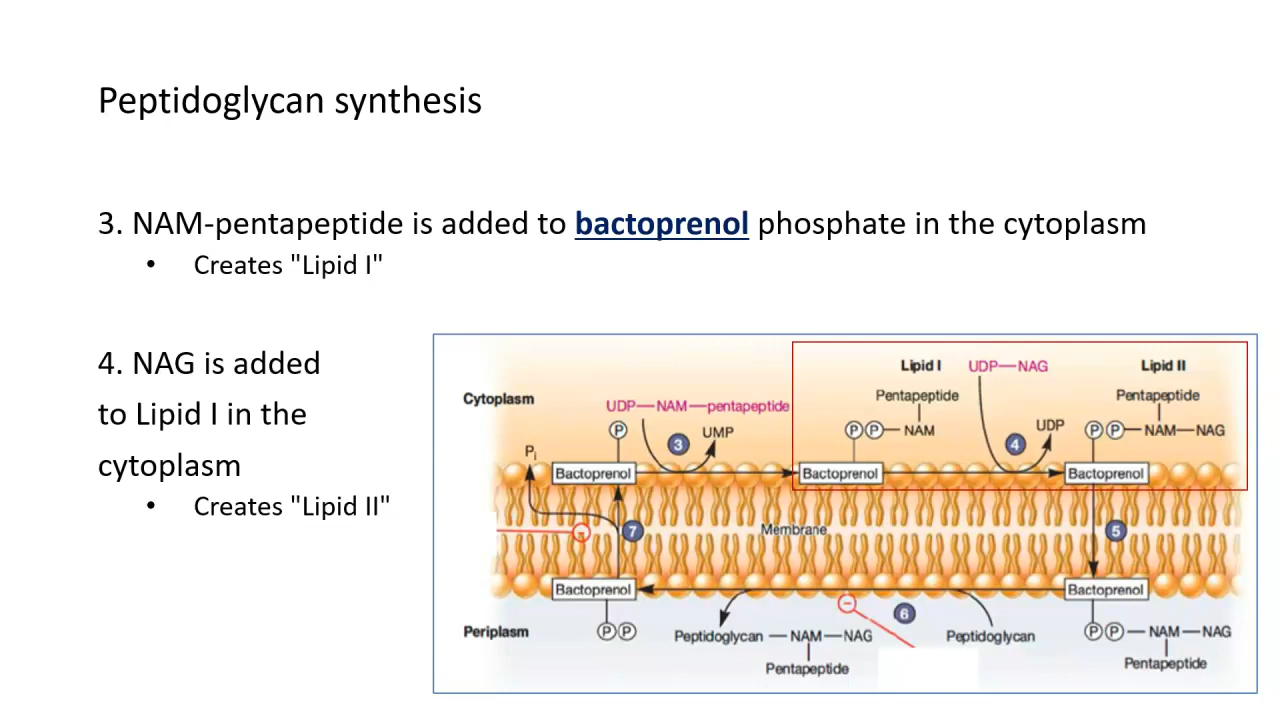 Peptidoglycan synthesis
3. NAM-pentapeptide is added to bactoprenol phosphate in the cytoplasm
• Creates "Lipid I"
4. NAG is added
to Lipid I in the
cytoplasm
• Creates "Lipid II"
Lipid I UDP—NAG Lipid II
Cytoplasm
Pentapeptide Pentapeptide
UDP—NAM—pentapeptide
P UMP P P — NAM 4 UDP P P — NAM—NAG
3
Pi
Bactoprenol Bactoprenol Bactoprenol
- 7 Membrane 5
Bactoprenol Bactoprenol
− 6
Periplasm P P Peptidoglycan — NAM—NAG Peptidoglycan P P — NAM —NAG
Pentapeptide Pentapeptide